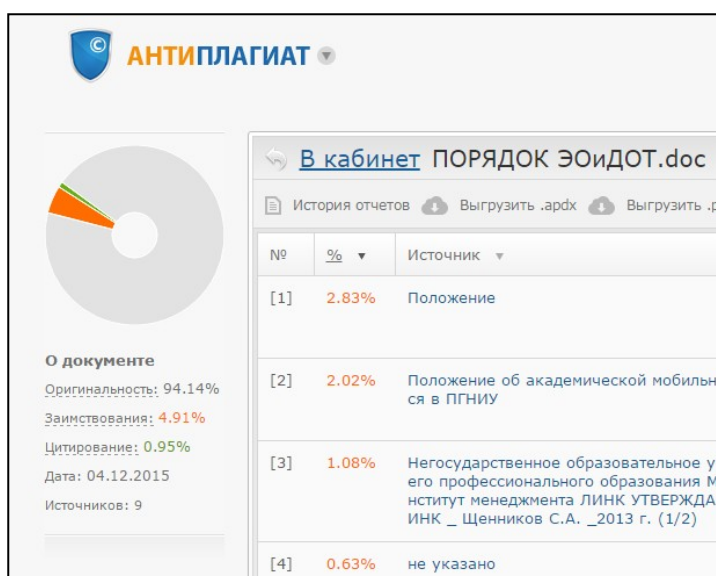 ©
АНТИПЛАГИАТ
В кабинет ПОРЯДОК ЭОиДОТ.doc
История отчетов Выгрузить .apdx Выгрузить .p
№ % Источник
[1] 2.83% Положение
[2] 2.02% Положение об академической мобильн
ся в ПГНИУ
[3] 1.08% Негосударственное образовательное у
его профессионального образования М
нститут менеджмента ЛИНК УТВЕРЖДА
ИНК _ Щенников С.А. _2013 г. (1/2)
[4] 0.63% не указано
О документе
Оригинальность: 94.14%
Заимствования: 4.91%
Цитирование: 0.95%
Дата: 04.12.2015
Источников: 9